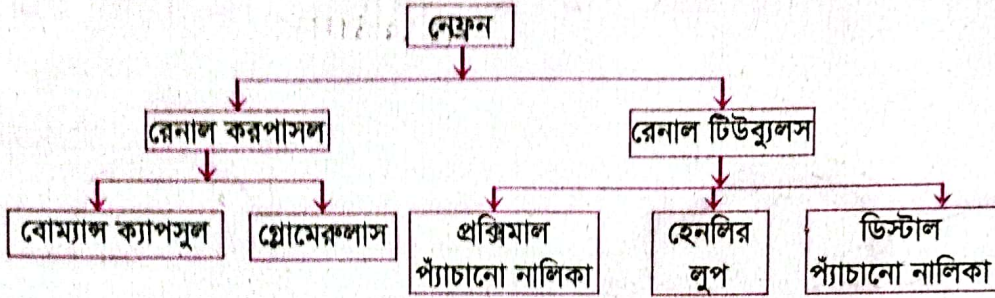 নেফ্রন
রেনাল করপাসল
রেনাল টিউব্যুলস
বোম্যান্স ক্যাপসুল
গ্লোমেরুলাস
প্রক্সিমাল
প্যাঁচানো নালিকা
হেনলির
লুপ
ডিস্টাল
প্যাঁচানো নালিকা